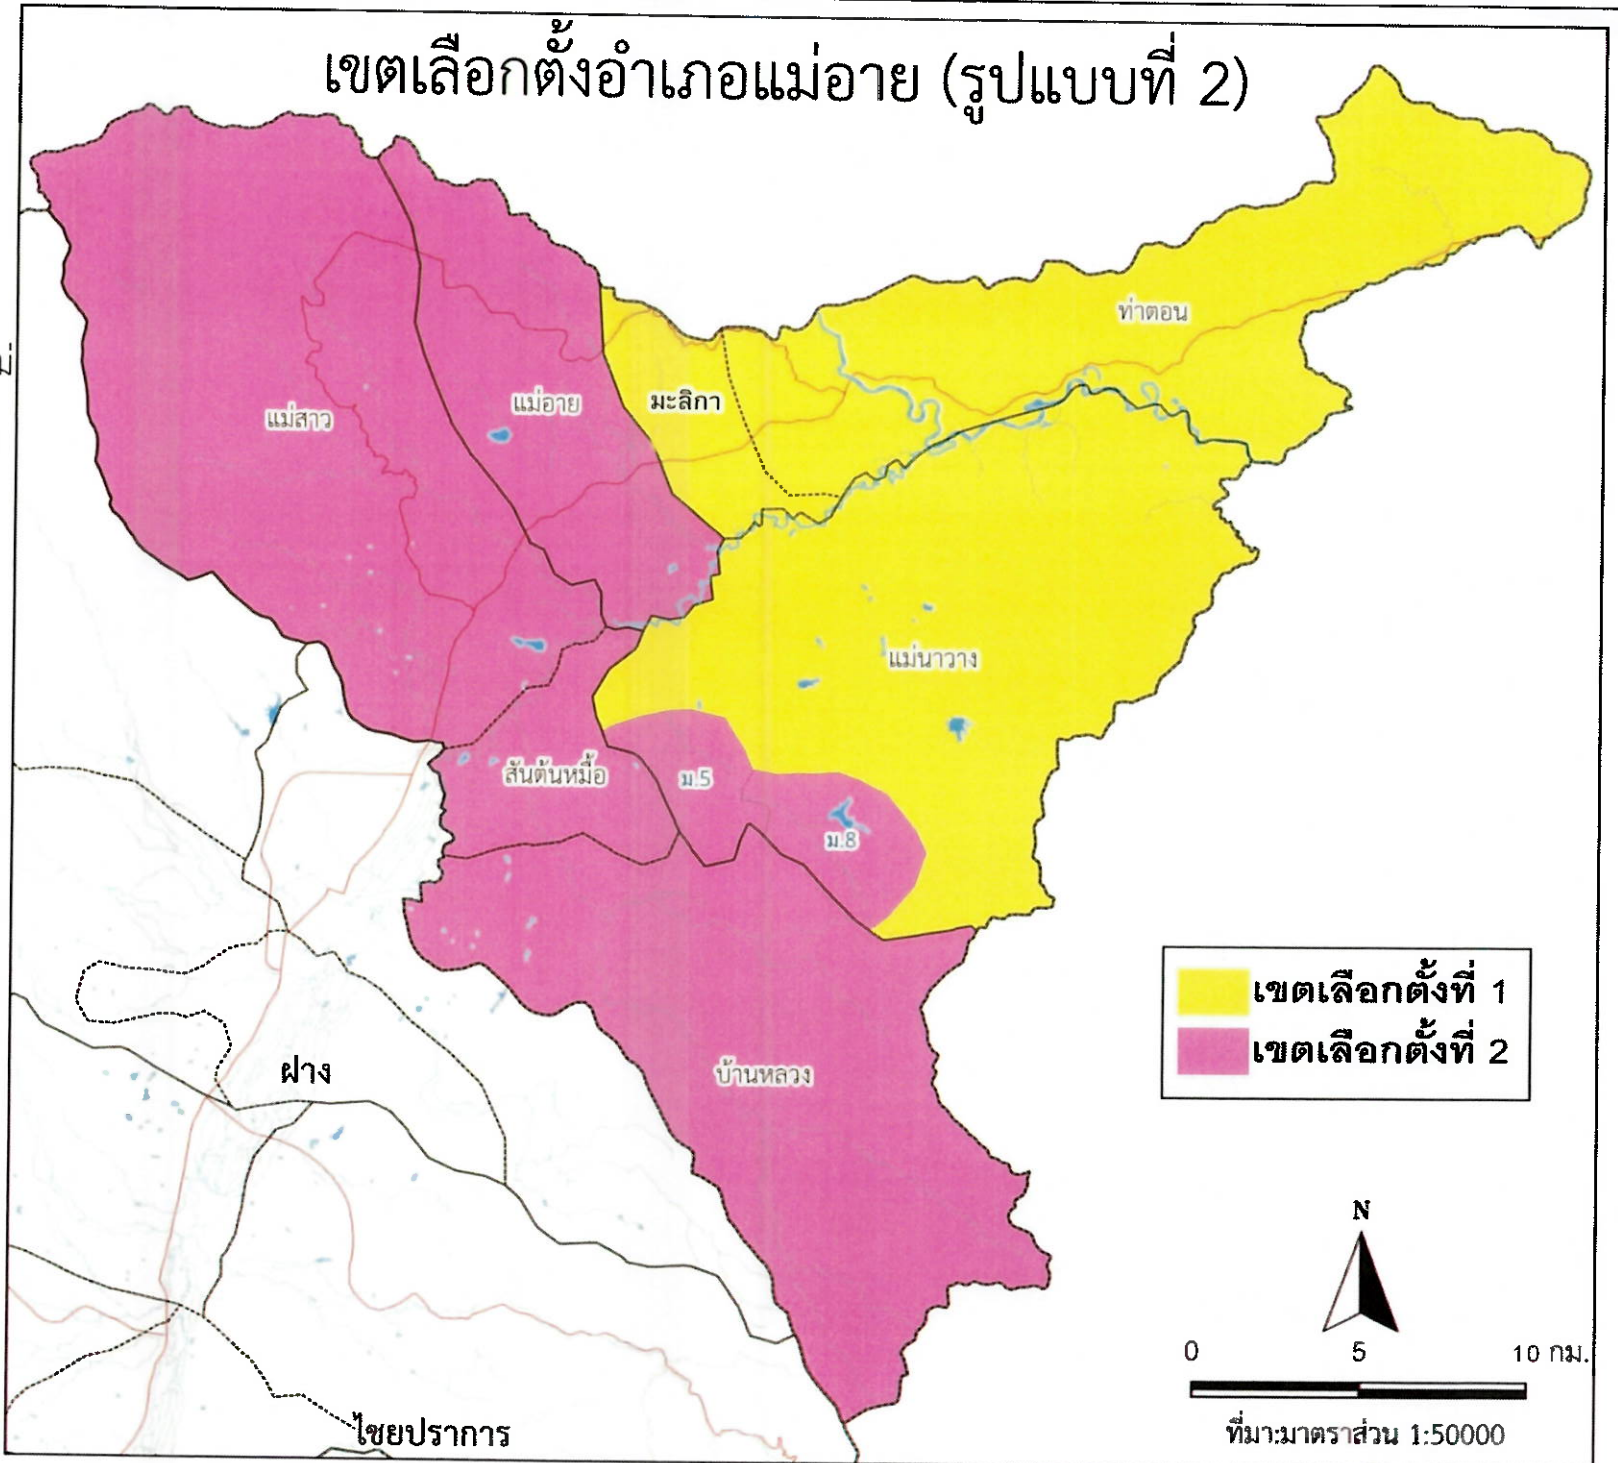 เขตเลือกตั้งอำเภอแม่อาย (รูปแบบที่ 2)
ท่าตอน
แม่สาว
แม่อาย
มะลิกา
แม่นาวาง
สันต้นหมื้อ
ม.5
ม.8
บ้านหลวง
ฝาง
ไชยปราการ
เขตเลือกตั้งที่ 1
เขตเลือกตั้งที่ 2
N
0 5 10 กม.
ที่มา:มาตราส่วน 1:50000